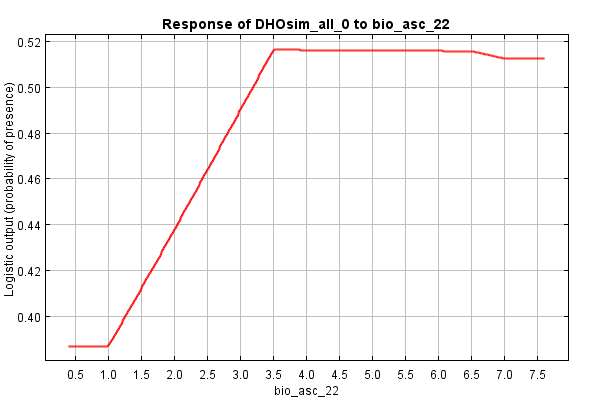 Response of DHOsim_all_0 to bio_asc_22
Logistic output (probability of presence)
0.52
0.50
0.48
0.46
0.44
0.42
0.40
0.5 1.0 1.5 2.0 2.5 3.0 3.5 4.0 4.5 5.0 5.5 6.0 6.5 7.0 7.5
bio_asc_22